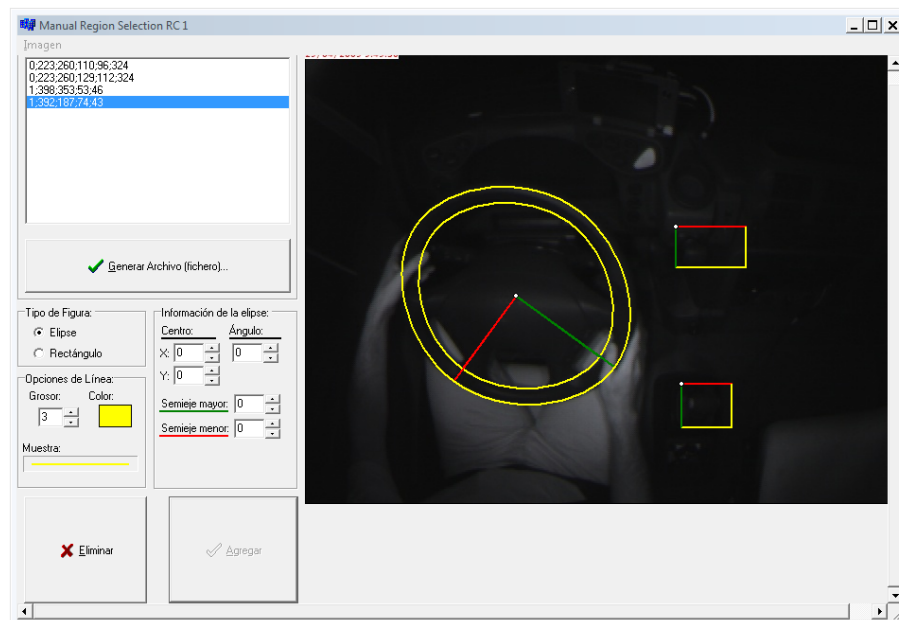 Manual Region Selection RC1
Imagen
0;223;260;110;96;324
0;223;260;129;112;324
1;398;353;53;46
1;392;187;74;43
Generar Archivo (fichero)...
Tipo de Figura:
Elipse
Rectángulo
Opciones de Línea:
Grosor:
Color:
3
Muestra:
Información de la elipse:
Centro:
Ángulo:
X: 0
0
Y: 0
Semieje mayor: 0
Semieje menor: 0
Eliminar
Agregar